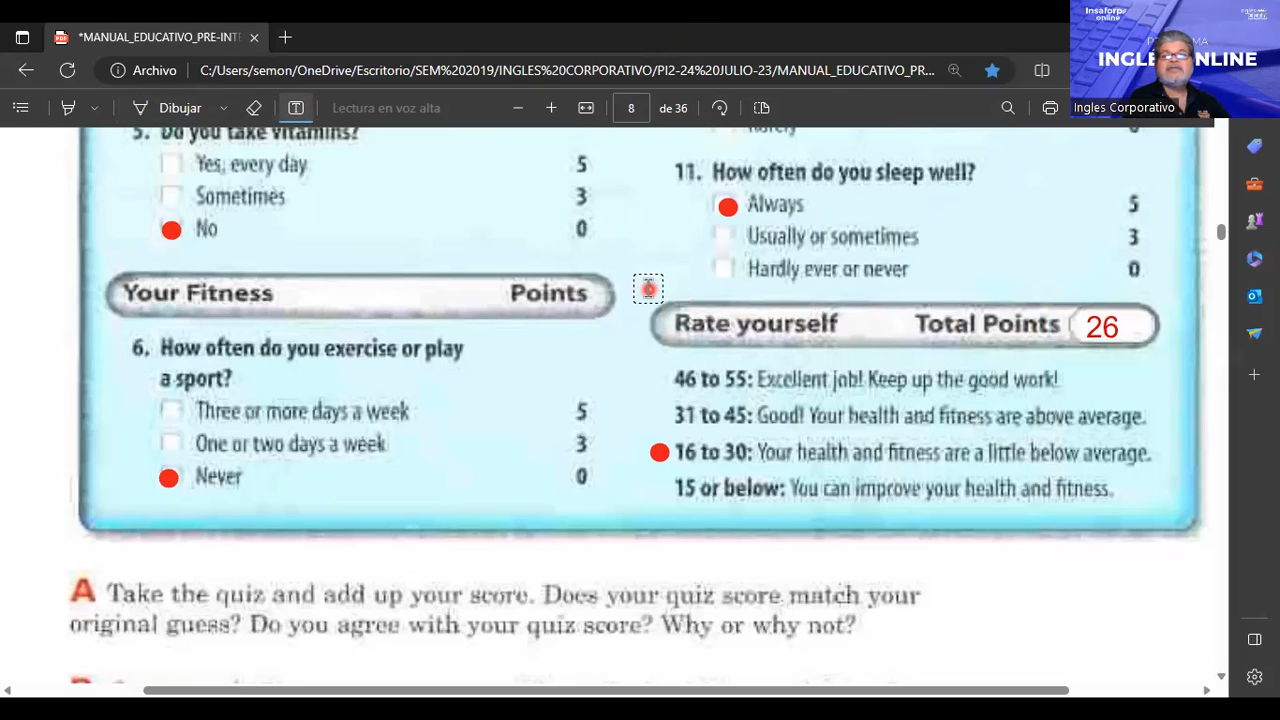 *MANUAL_EDUCATIVO_PRE-INTE
Archivo
C:/Users/semon/OneDrive/Escritorio/SEM%2029/INGLES%20CORPORATIVO/PI2-24%20JULIO-23/MANUAL_EDUCATIVO_PR...
Dibujar
Lectura en voz alta
8
de 36
Insaforp
online
INGLE
ONLINE
Ingles Corporativo
5. Do you take vitamins?
Yes, every day 5
Sometimes 3
No 0
Your Fitness Points
6. How often do you exercise or play
a sport?
Three or more days a week 5
One or two days a week 3
Never 0
Rarely 0
11. How often do you sleep well?
Always 5
Usually or sometimes 3
Hardly ever or never 0
Rate yourself Total Points 26
46 to 55: Excellent job! Keep up the good work!
31 to 45: Good! Your health and fitness are above average.
16 to 30: Your health and fitness are a little below average.
15 or below: You can improve your health and fitness.
A Take the quiz and add up your score. Does your quiz score match your
original guess? Do you agree with your quiz score? Why or why not?